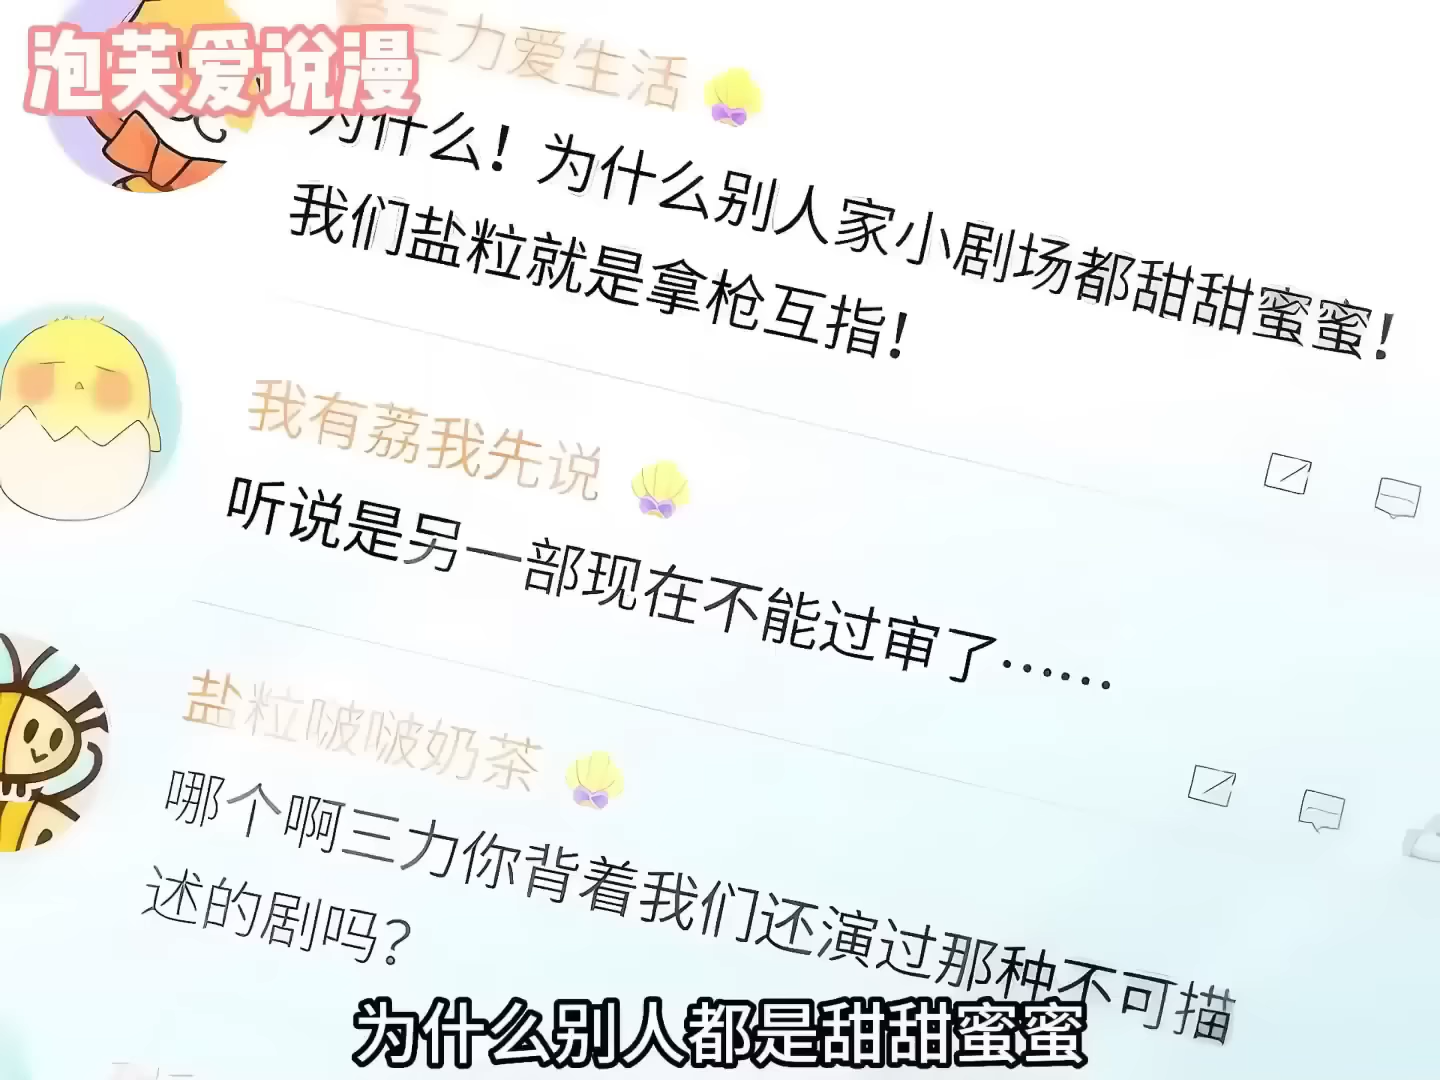 泡芙爱说漫
三力爱生活
为什么！为什么别人家小剧场都甜甜蜜蜜！
我们盐粒就是拿枪互指！
我有荔我先说
听说是另一部现在不能过审了……
盐粒啵啵奶茶
哪个啊三力你背着我们还演过那种不可描
述的剧吗？
为什么别人都是甜甜蜜蜜